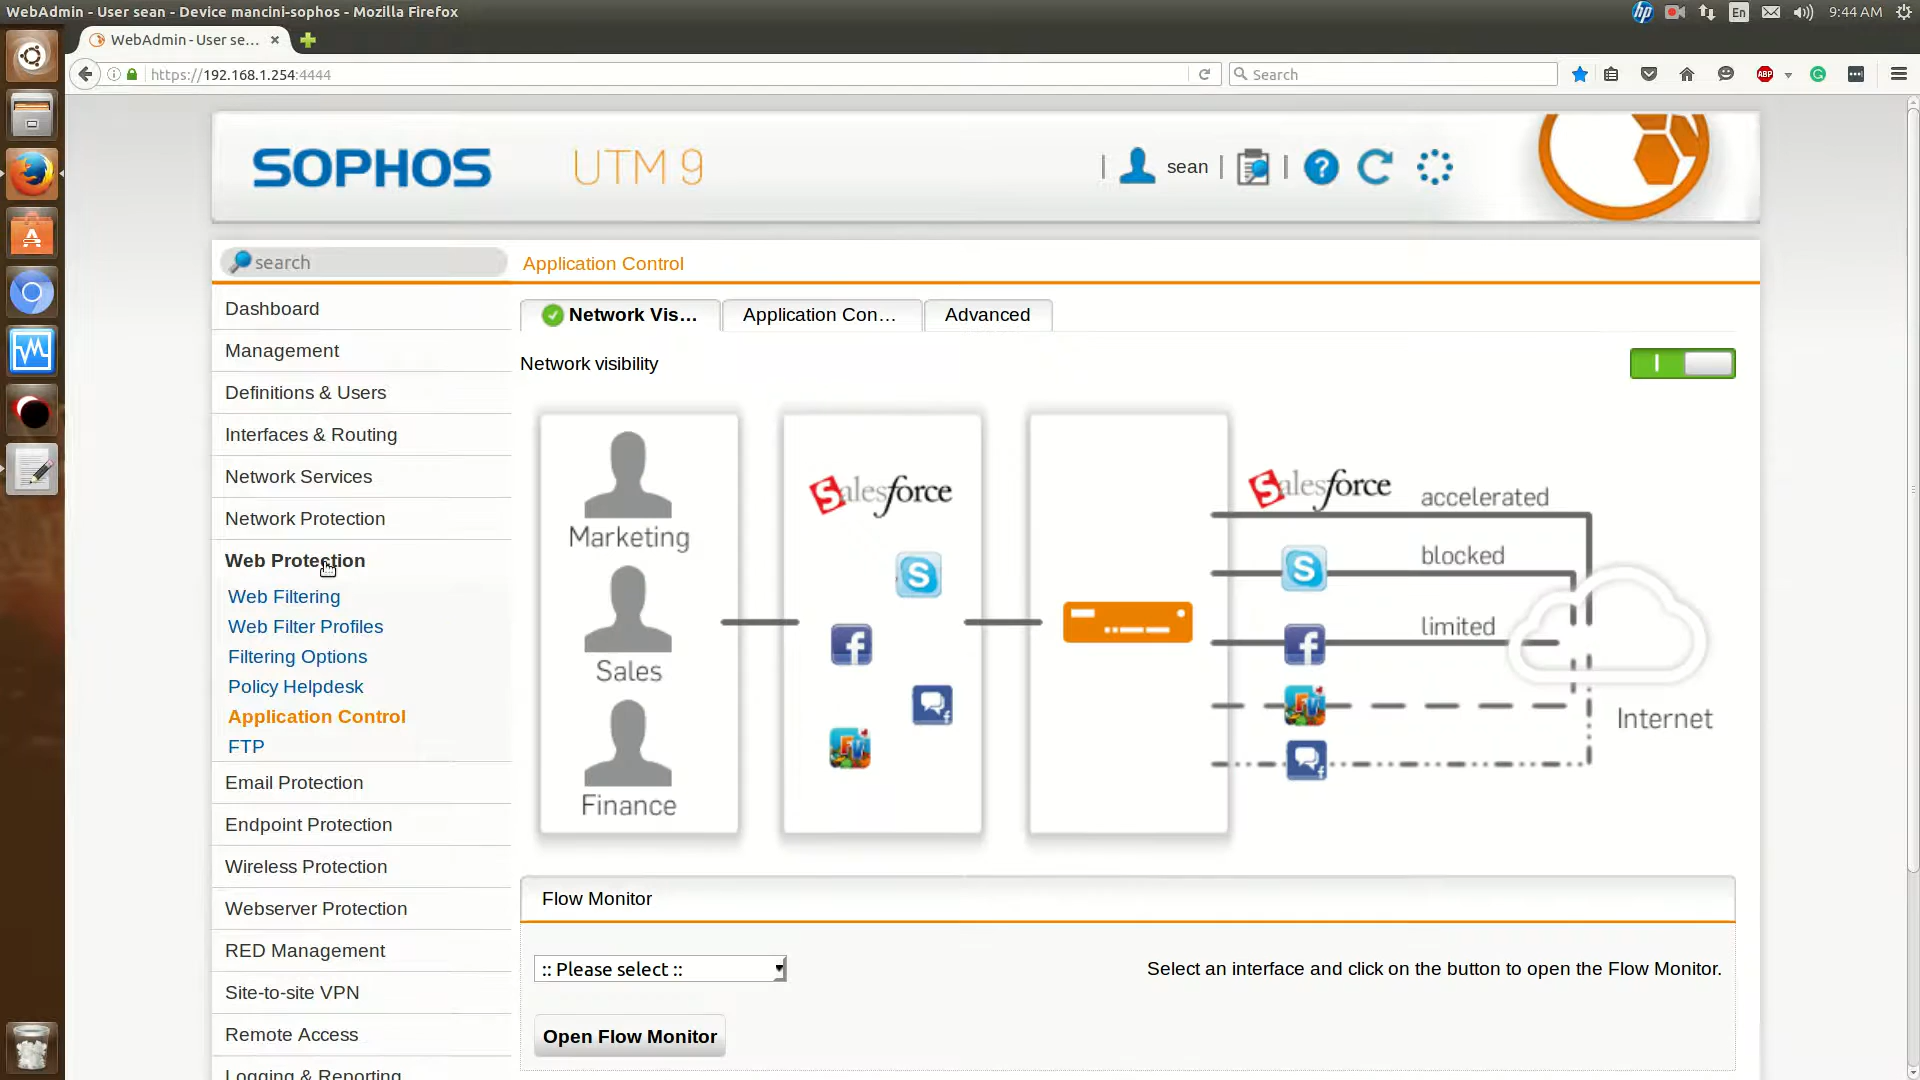 WebAdmin - User sean - Device mancini-sophos - Mozilla Firefox
En
9:44 AM
WebAdmin - User se...
https://192.168.1.254:4444
Search
ABP
SOPHOS
UTM 9
sean
search
Application Control
Dashboard
Management
Definitions & Users
Interfaces & Routing
Network Services
Network Protection
Web Protection
Web Filtering
Web Filter Profiles
Filtering Options
Policy Helpdesk
Application Control
FTP
Email Protection
Endpoint Protection
Wireless Protection
Webserver Protection
RED Management
Site-to-site VPN
Remote Access
Logging & Reporting
Network Vis...
Application Con...
Advanced
Network visibility
Marketing
Sales
Finance
Salesforce
Salesforce
accelerated
blocked
limited
Internet
Flow Monitor
:: Please select ::
Select an interface and click on the button to open the Flow Monitor.
Open Flow Monitor